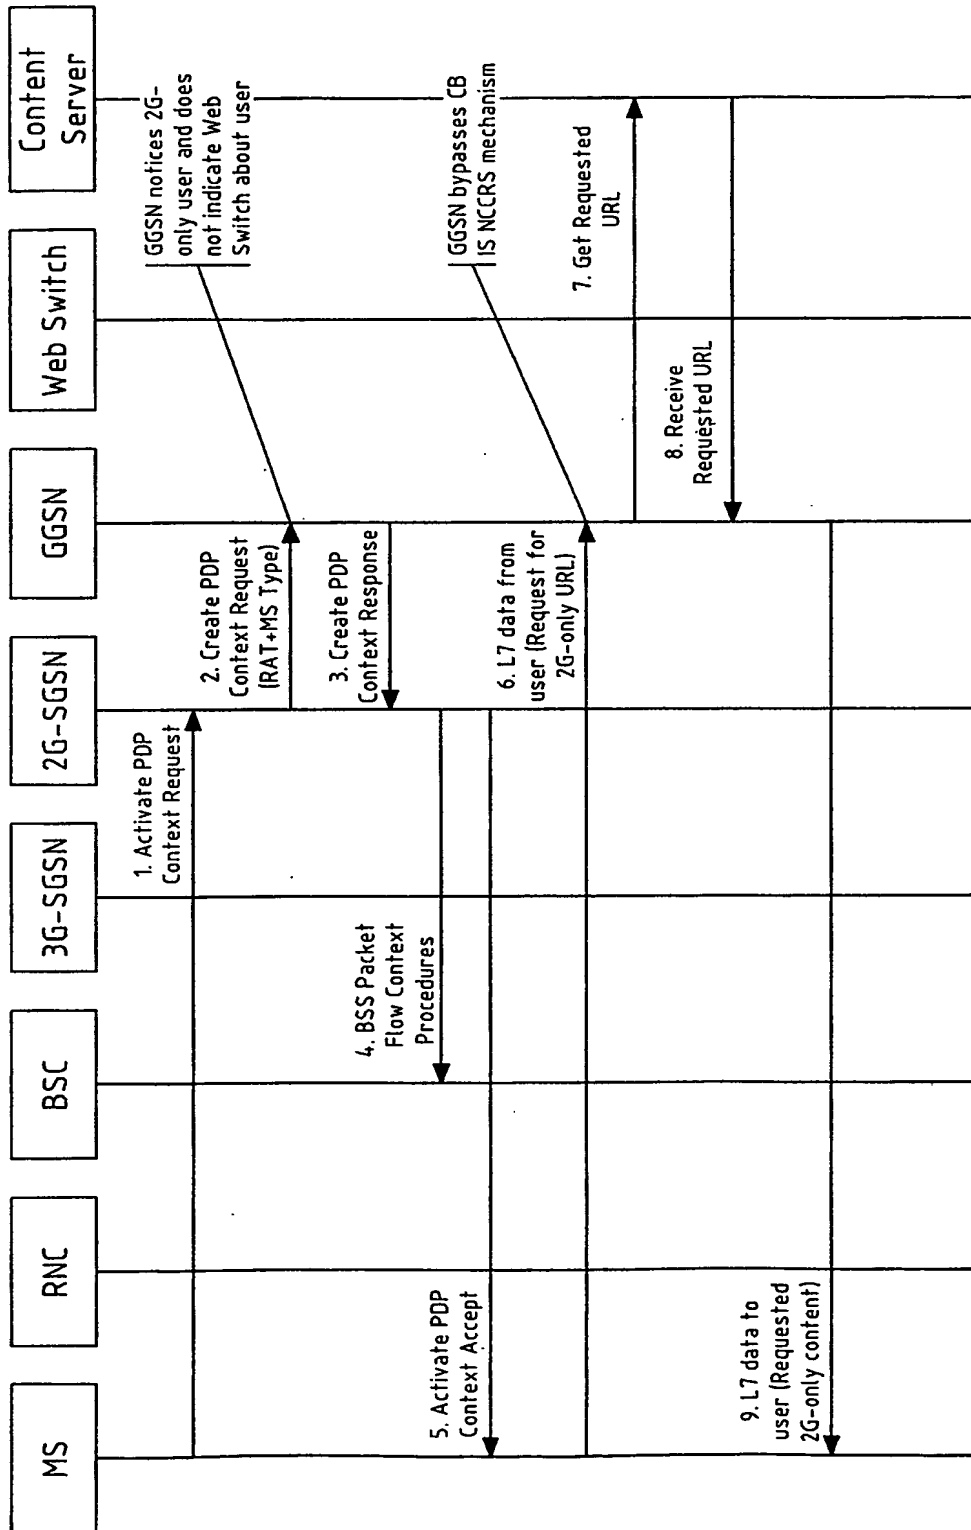 MS
RNC
BSC
3G-SGSN
2G-SGSN
GGSN
Web Switch
Content
Server
1. Activate PDP
Context Request
GGSN notices 2G-
only user and does
not indicate Web
Switch about user
2. Create PDP
Context Request
(RAT+MS Type)
3. Create PDP
Context Response
4. BSS Packet
Flow Context
Procedures
5. Activate PDP
Context Accept
6. L7 data from
user (Request for
2G-only URL)
GGSN bypasses CB
IS NCCRS mechanism
7. Get Requested
URL
8. Receive
Requested URL
9. L7 data to
user (Requested
2G-only content)